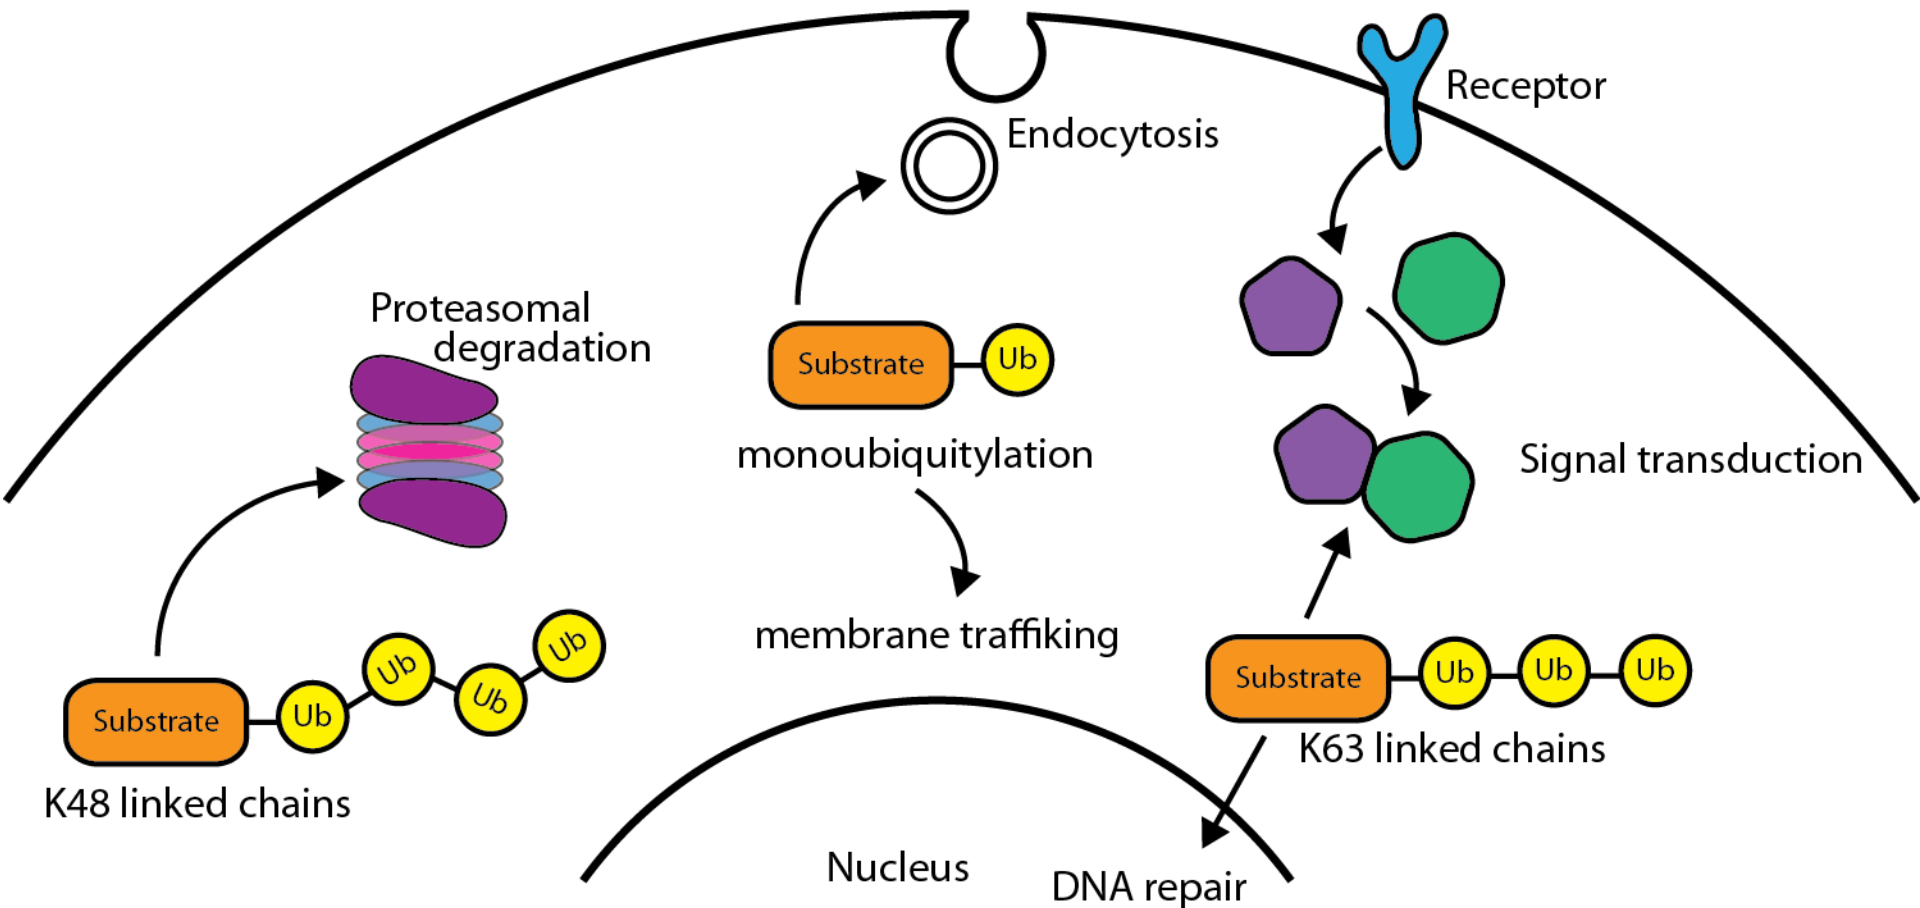 Receptor
Endocytosis
Proteasomal
degradation
Substrate
Ub
monoubiquitylation
Signal transduction
membrane traffiking
Substrate
Ub
Ub
Ub
Ub
K48 linked chains
Substrate
Ub
Ub
Ub
K63 linked chains
Nucleus
DNA repair